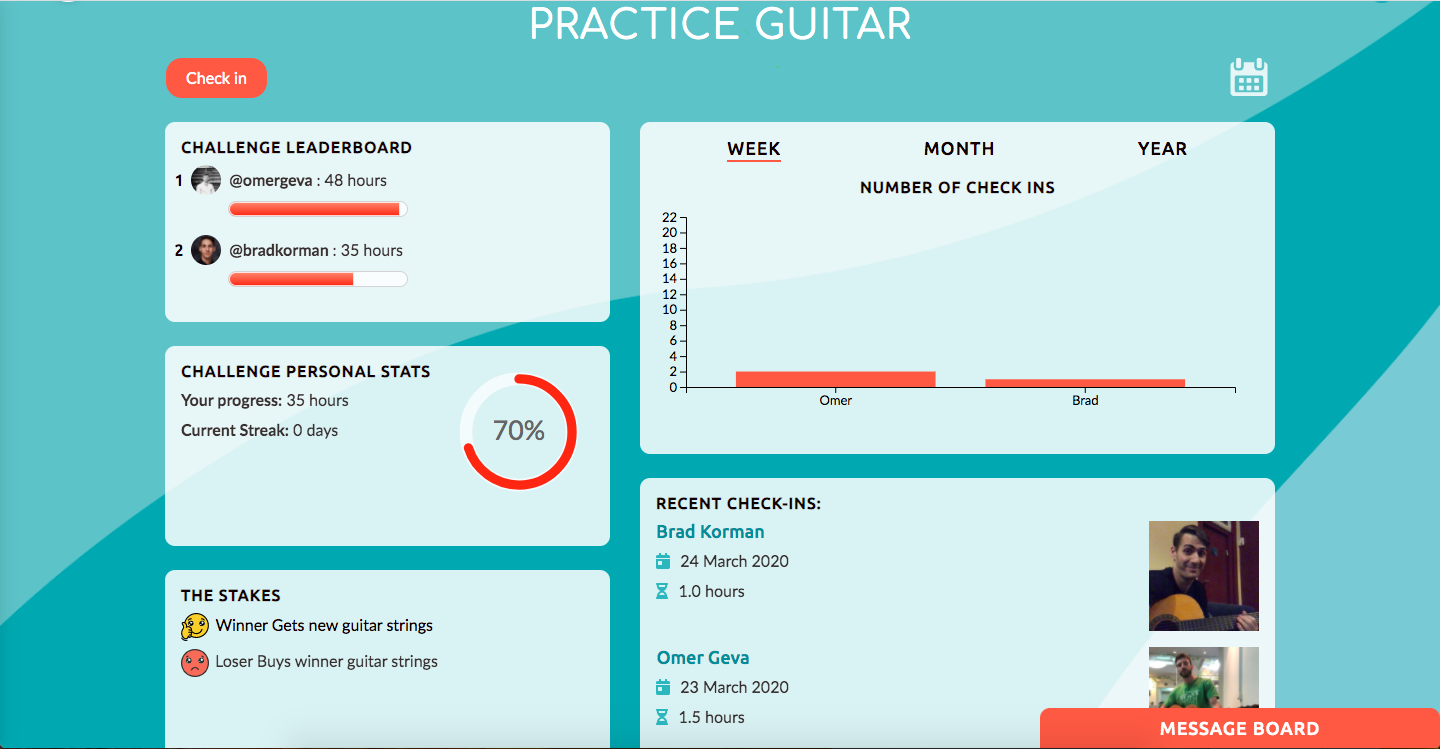 PRACTICE GUITAR
Check in
CHALLENGE LEADERBOARD
1 @omergeva : 48 hours
2 @bradkorman : 35 hours
CHALLENGE PERSONAL STATS
Your progress: 35 hours
Current Streak: 0 days
70%
THE STAKES
Winner Gets new guitar strings
Loser Buys winner guitar strings
WEEK MONTH YEAR
NUMBER OF CHECK INS
22
20
18
16
14
12
10
8
6
4
2
0
Omer Brad
RECENT CHECK-INS:
Brad Korman
24 March 2020
1.0 hours
Omer Geva
23 March 2020
1.5 hours
MESSAGE BOARD